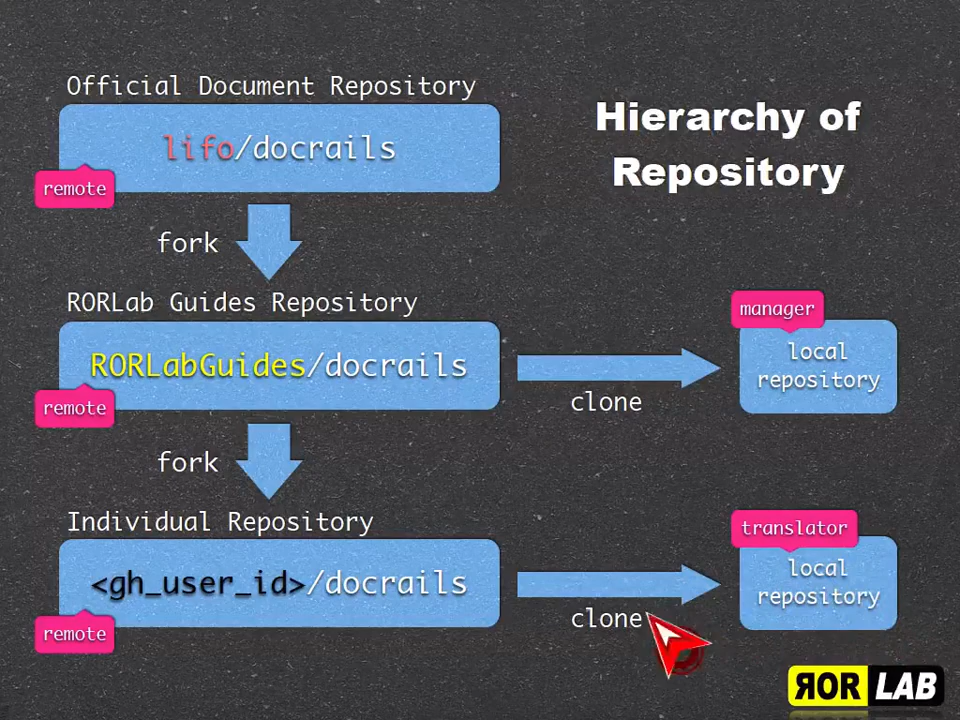 Official Document Repository
Hierarchy of
Repository
lifo/docrails
remote
fork
RORLab Guides Repository
RORLabGuides/docrails
remote
clone
manager
local
repository
fork
Individual Repository
<gh_user_id>/docrails
remote
clone
translator
local
repository
ROR LAB